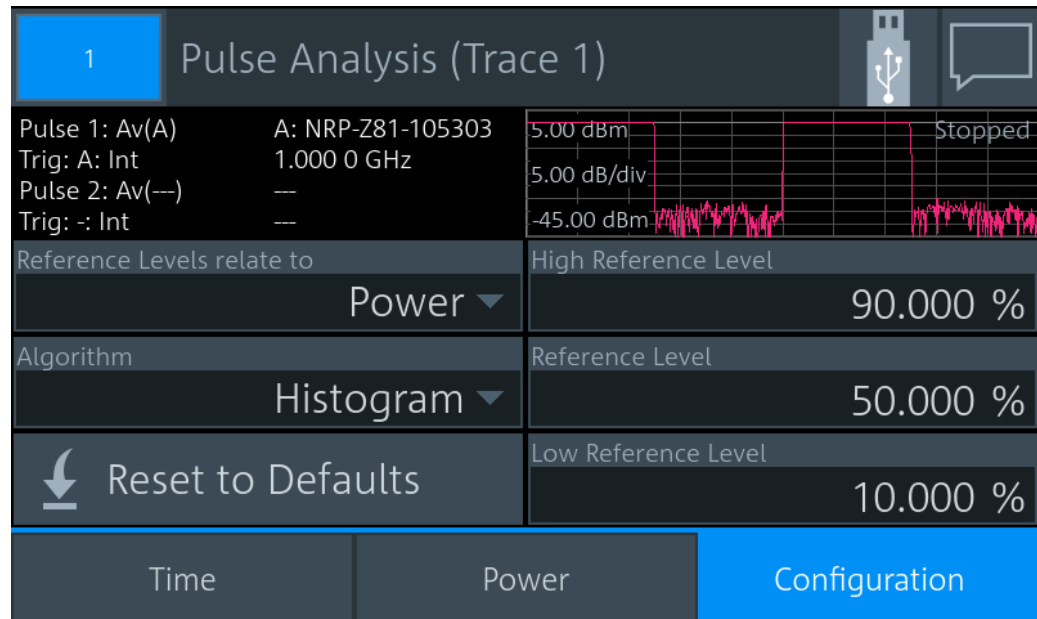 1
Pulse Analysis (Trace 1)
Pulse 1: Av(A)
A: NRP-Z81-105303
Trig: A: Int
1.000 0 GHz
Pulse 2: Av(---)
---
Trig: -: Int
---
5.00 dBm
Stopped
5.00 dB/div
-45.00 dBm
Reference Levels relate to
Power
High Reference Level
90.000 %
Algorithm
Histogram
Reference Level
50.000 %
Reset to Defaults
Low Reference Level
10.000 %
Time
Power
Configuration